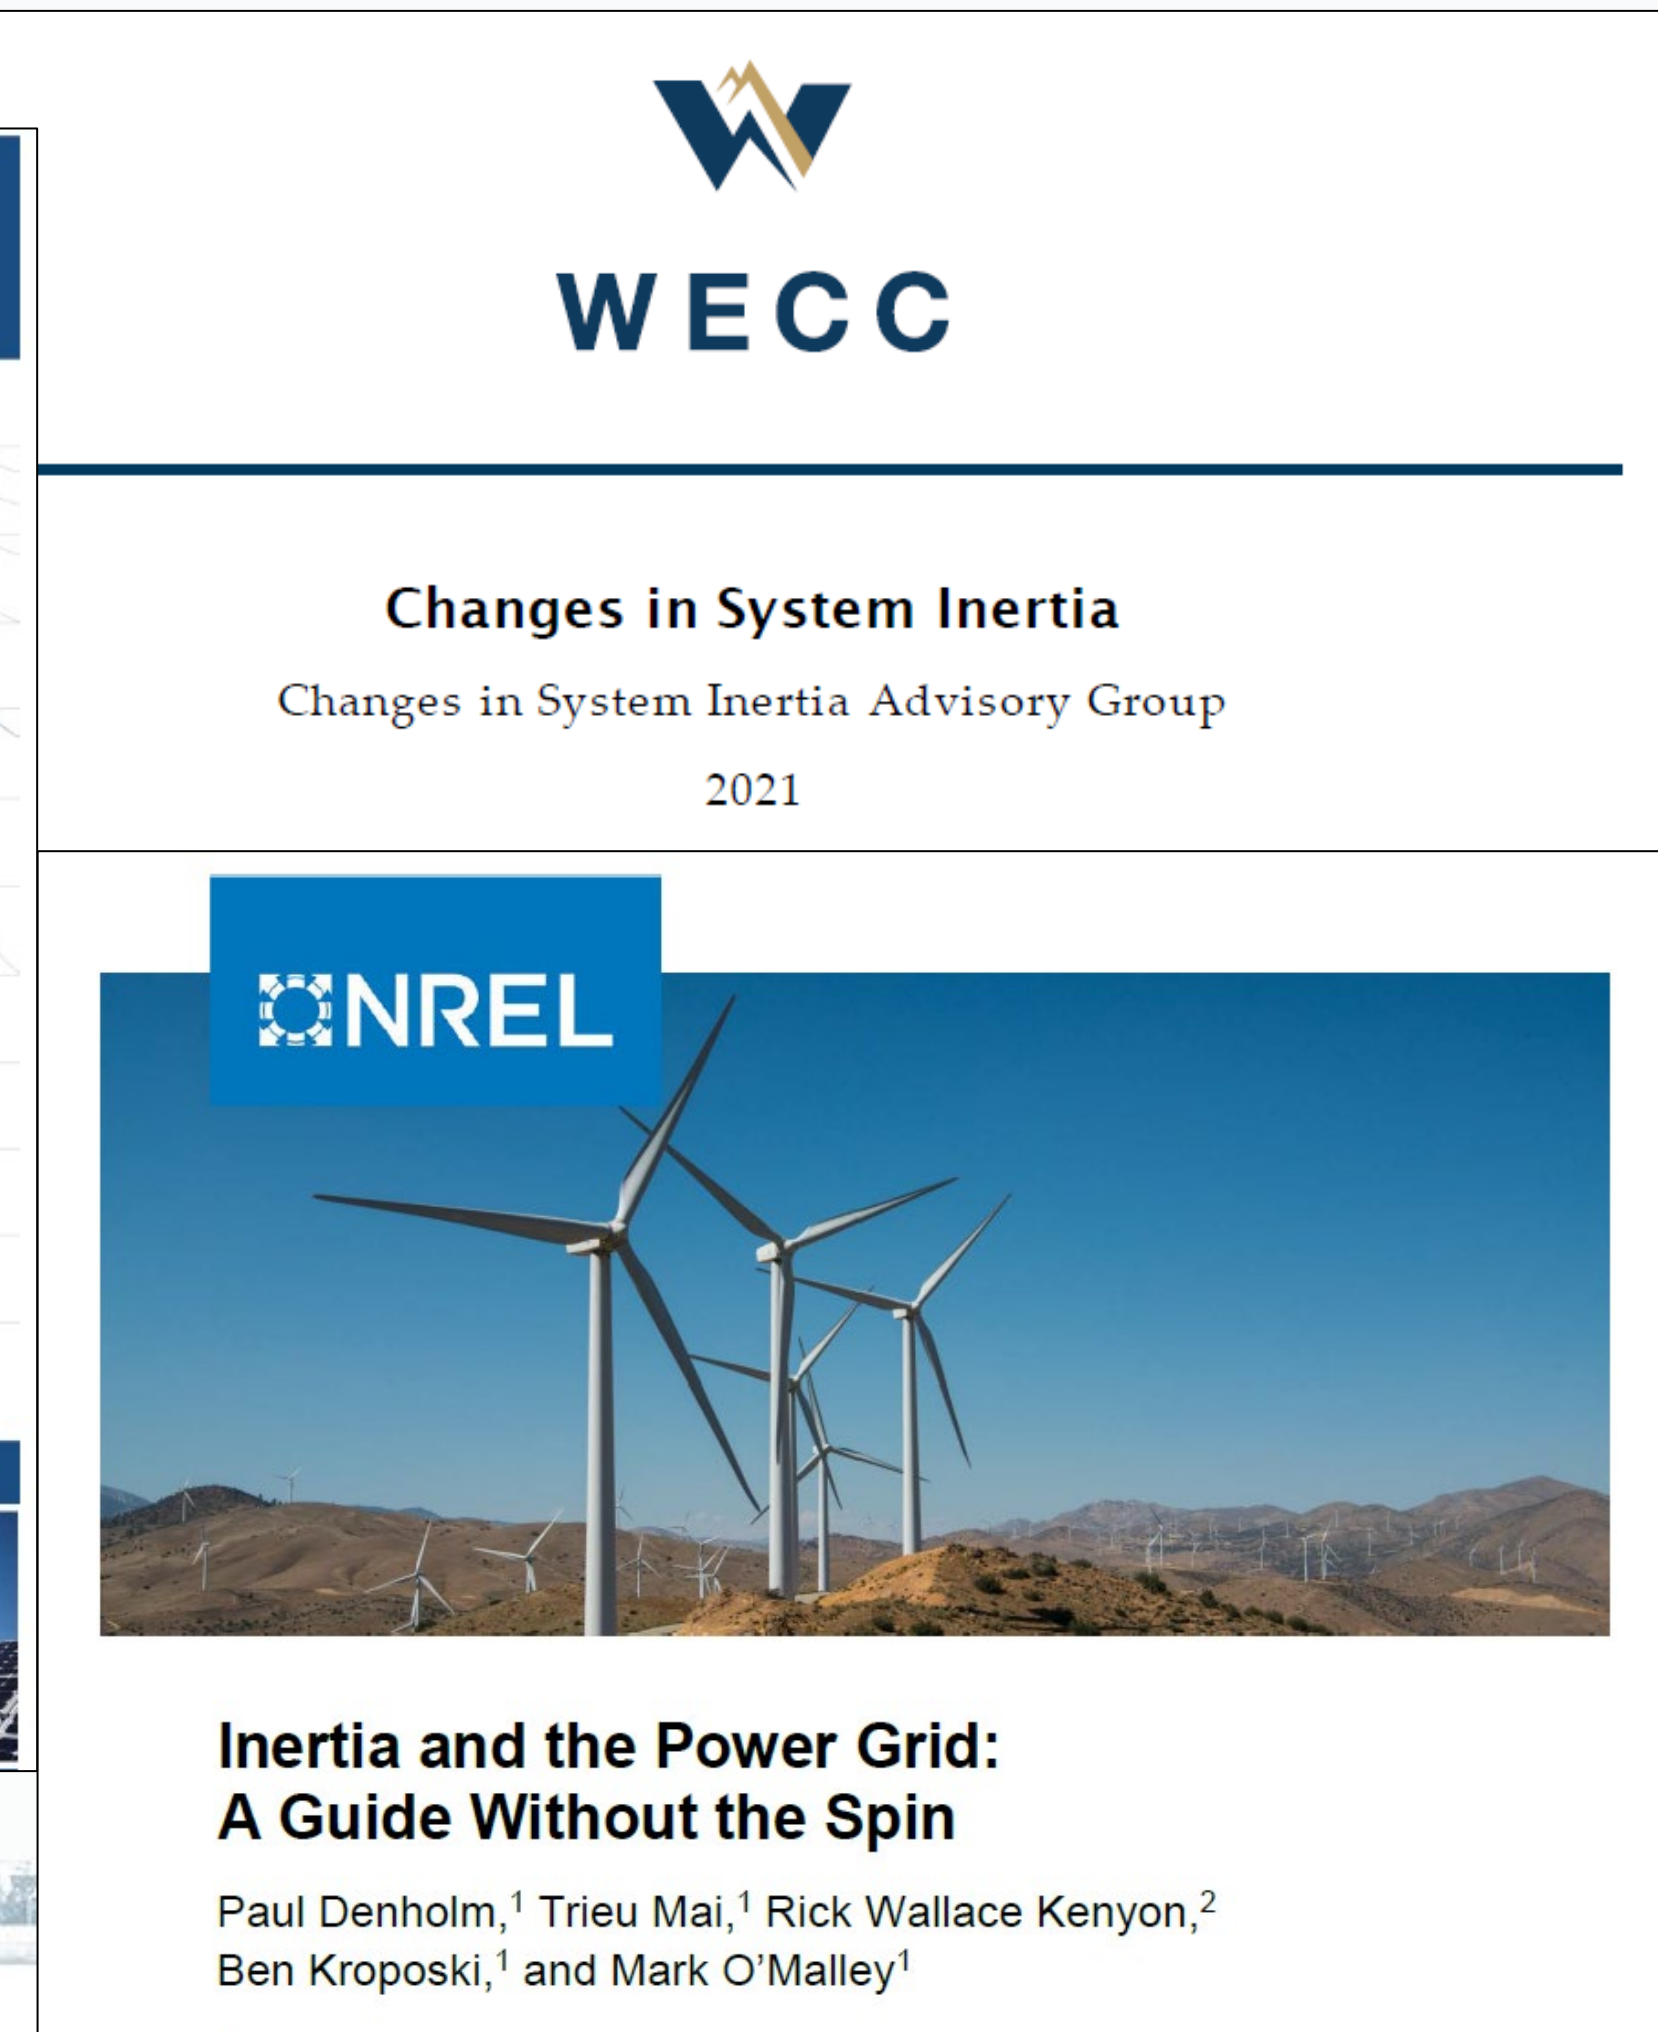 WECC
Changes in System Inertia
Changes in System Inertia Advisory Group
2021
NREL
Inertia and the Power Grid:
A Guide Without the Spin
Paul Denholm,1 Trieu Mai,1 Rick Wallace Kenyon,2
Ben Kroposki,1 and Mark O’Malley1